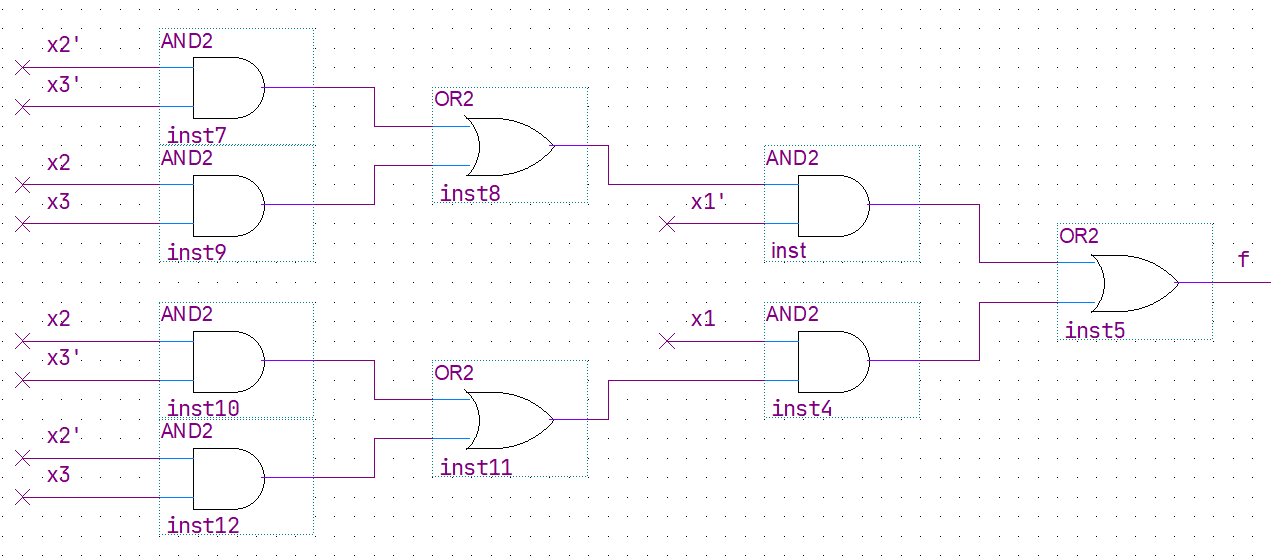 x2'
AND2
x3'
inst7
OR2
inst8
x2
AND2
x3
inst9
x1'
AND2
inst
OR2
inst5
f
x2
AND2
x3'
inst10
OR2
inst11
x1
AND2
inst4
x2'
AND2
x3
inst12